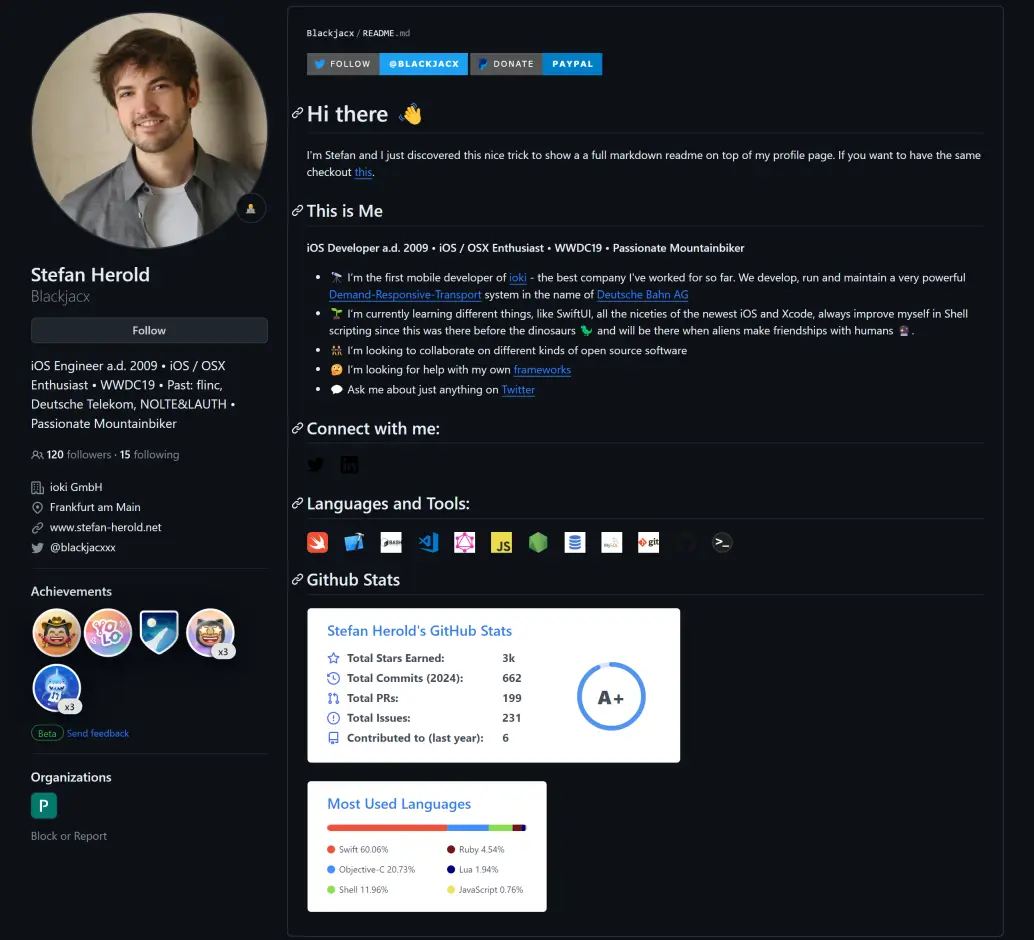 Stefan Herold
Blackjacx
Follow
iOS Engineer a.d. 2009 • iOS / OSX
Enthusiast • WWDC19 • Past: flinc,
Deutsche Telekom, NOLTE&LAUTH •
Passionate Mountainbiker
120 followers · 15 following
ioki GmbH
Frankfurt am Main
www.stefan-herold.net
@blackjacxxx
Achievements
YOLO
x3
x3
Beta Send feedback
Organizations
P
Block or Report
Blackjacx / README.md
FOLLOW @BLACKJACX DONATE PAYPAL
Hi there 👋
I'm Stefan and I just discovered this nice trick to show a a full markdown readme on top of my profile page. If you want to have the same
checkout this.
This is Me
iOS Developer a.d. 2009 • iOS / OSX Enthusiast • WWDC19 • Passionate Mountainbiker
• 🔭 I'm the first mobile developer of ioki - the best company I've worked for so far. We develop, run and maintain a very powerful
Demand-Responsive-Transport system in the name of Deutsche Bahn AG
• 🌱 I'm currently learning different things, like SwiftUI, all the niceties of the newest iOS and Xcode, always improve myself in Shell
scripting since this was there before the dinosaurs 🦖 and will be there when aliens make friendships with humans 🔮 .
• 👯 I'm looking to collaborate on different kinds of open source software
• 🤔 I'm looking for help with my own frameworks
• 💬 Ask me about just anything on Twitter
Connect with me:
in
Languages and Tools:
BASH JS MySQL git >_
Github Stats
Stefan Herold's GitHub Stats
Total Stars Earned: 3k
Total Commits (2024): 662
Total PRs: 199
Total Issues: 231
Contributed to (last year): 6
A+
Most Used Languages
Swift 60.06% Ruby 4.54%
Objective-C 20.73% Lua 1.94%
Shell 11.96% JavaScript 0.76%